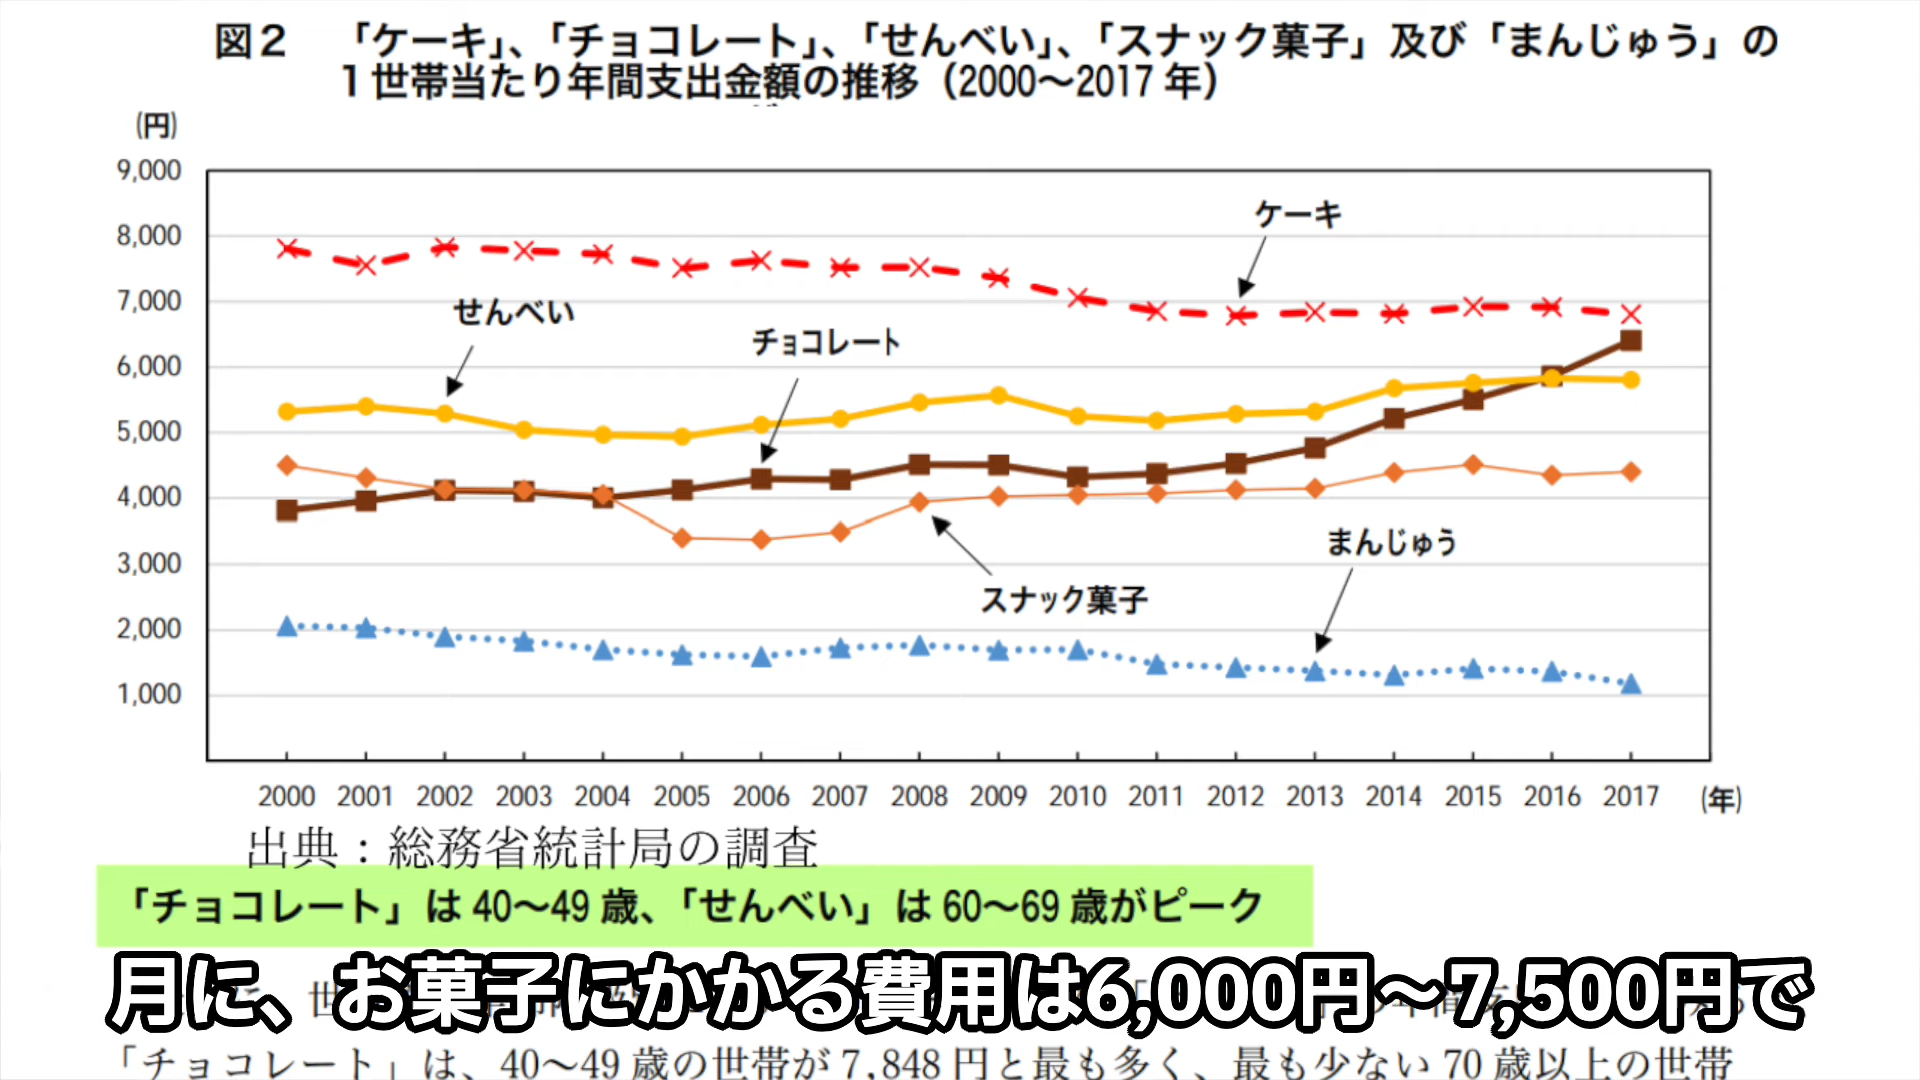 図２ 「ケーキ」、「チョコレート」、「せんべい」、「スナック菓子」及び「まんじゅう」の
１世帯当たり年間支出金額の推移（2000～2017 年）
(円)
9,000
8,000
7,000
6,000
5,000
4,000
3,000
2,000
1,000
ケーキ
せんべい
チョコレート
まんじゅう
スナック菓子
2000 2001 2002 2003 2004 2005 2006 2007 2008 2009 2010 2011 2012 2013 2014 2015 2016 2017 (年)
出典：総務省統計局の調査
「チョコレート」は 40～49 歳、「せんべい」は 60～69 歳がピーク
月に、お菓子にかかる費用は6,000円～7,500円で
「チョコレート」は、40～49 歳の世帯が 7,848 円と最も多く、最も少ない 70 歳以上の世帯